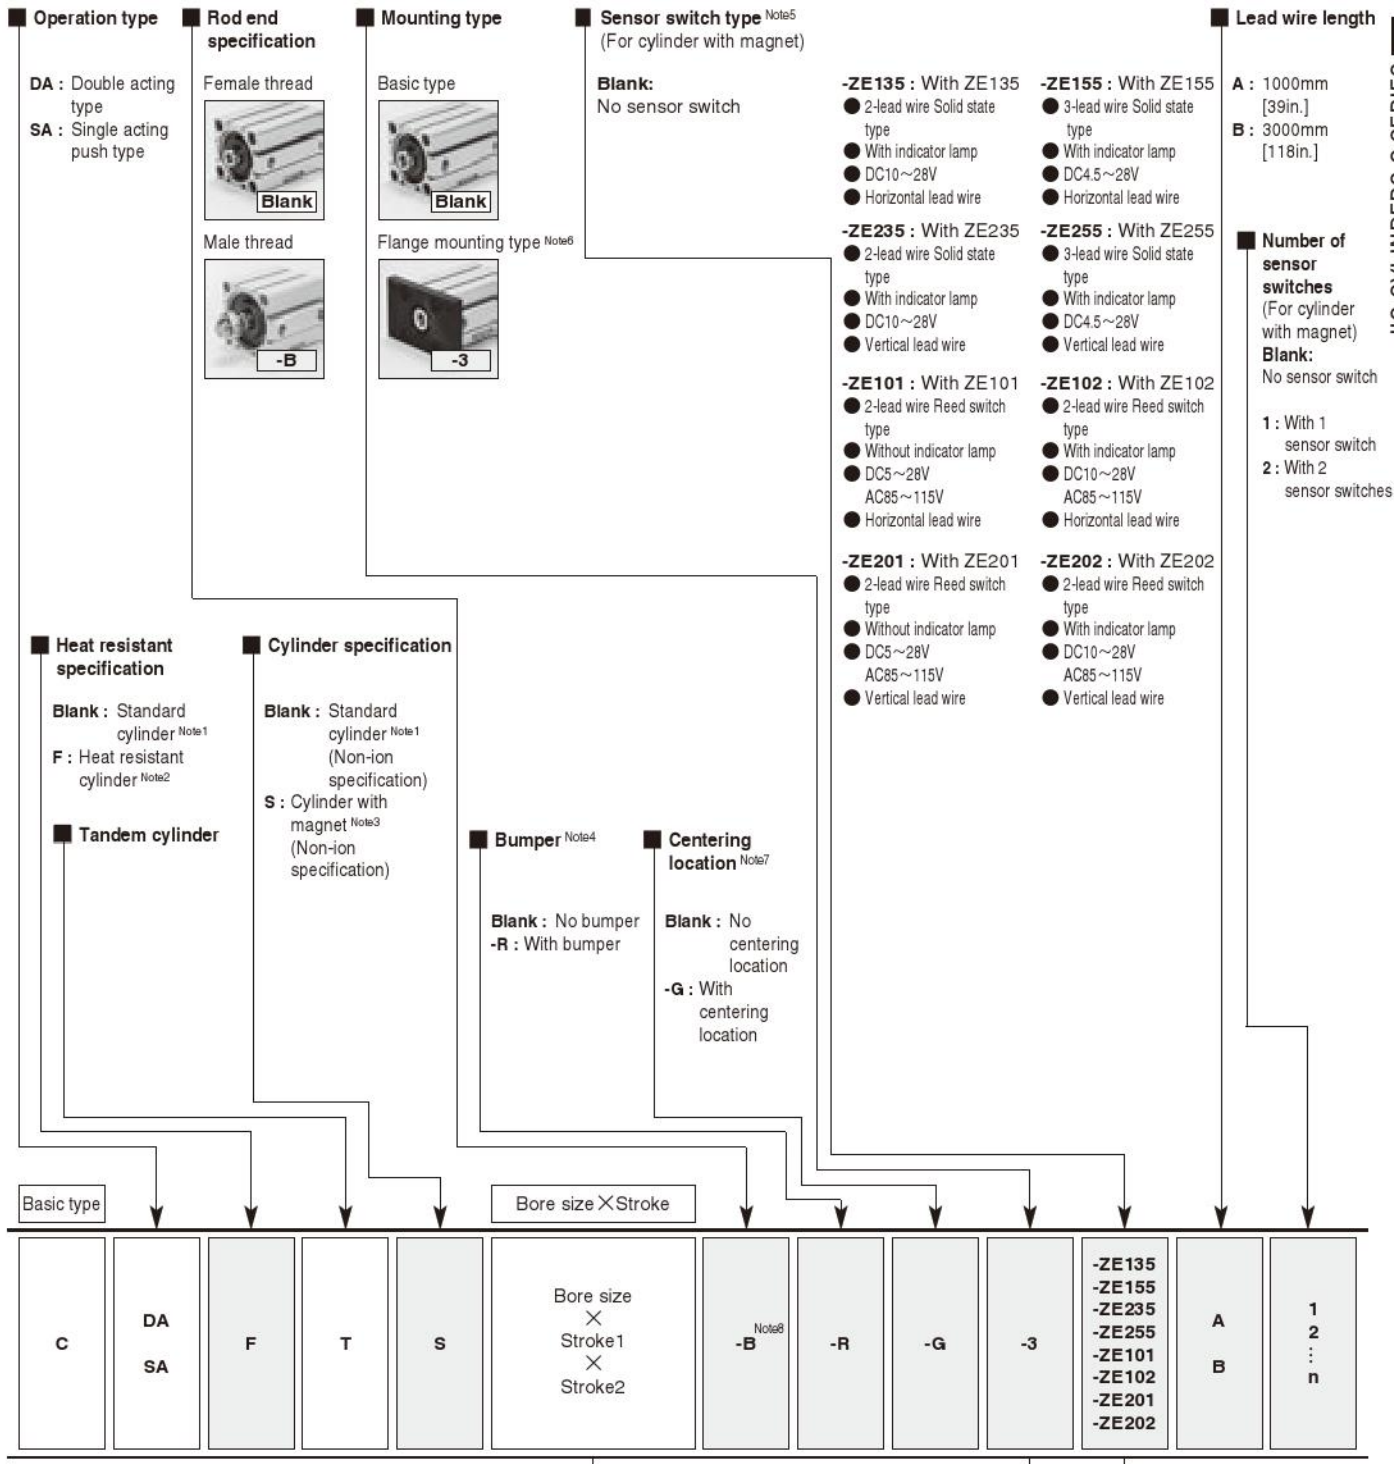 ■ Operation type
DA : Double acting
type
SA : Single acting
push type
■ Rod end
specification
Female thread
Blank
Male thread
-B
■ Mounting type
Basic type
Blank
Flange mounting type Note6
-3
■ Sensor switch type Note5
(For cylinder with magnet)
Blank:
No sensor switch
-ZE135 : With ZE135
● 2-lead wire Solid state
type
● With indicator lamp
● DC10~28V
● Horizontal lead wire
-ZE155 : With ZE155
● 3-lead wire Solid state
type
● With indicator lamp
● DC4.5~28V
● Horizontal lead wire
-ZE235 : With ZE235
● 2-lead wire Solid state
type
● With indicator lamp
● DC10~28V
● Vertical lead wire
-ZE255 : With ZE255
● 3-lead wire Solid state
type
● With indicator lamp
● DC4.5~28V
● Vertical lead wire
-ZE101 : With ZE101
● 2-lead wire Reed switch
type
● Without indicator lamp
● DC5~28V
AC85~115V
● Horizontal lead wire
-ZE102 : With ZE102
● 2-lead wire Reed switch
type
● With indicator lamp
● DC10~28V
AC85~115V
● Horizontal lead wire
-ZE201 : With ZE201
● 2-lead wire Reed switch
type
● Without indicator lamp
● DC5~28V
AC85~115V
● Vertical lead wire
-ZE202 : With ZE202
● 2-lead wire Reed switch
type
● With indicator lamp
● DC10~28V
AC85~115V
● Vertical lead wire
■ Lead wire length
A : 1000mm
[39in.]
B : 3000mm
[118in.]
■ Number of
sensor
switches
(For cylinder
with magnet)
Blank:
No sensor switch
1 : With 1
sensor switch
2 : With 2
sensor switches
■ Heat resistant
specification
Blank : Standard
cylinder Note1
F : Heat resistant
cylinder Note2
■ Tandem cylinder
■ Cylinder specification
Blank : Standard
cylinder Note1
(Non-ion
specification)
S : Cylinder with
magnet Note3
(Non-ion
specification)
■ Bumper Note4
Blank : No bumper
-R : With bumper
■ Centering
location Note7
Blank : No
centering
location
-G : With
centering
location
Basic type
Bore size×Stroke
C
DA
SA
F
T
S
Bore size
×
Stroke1
×
Stroke2
-B Note8
-R
-G
-3
-ZE135
-ZE155
-ZE235
-ZE255
-ZE101
-ZE102
-ZE201
-ZE202
A
B
1
2
⋮
n